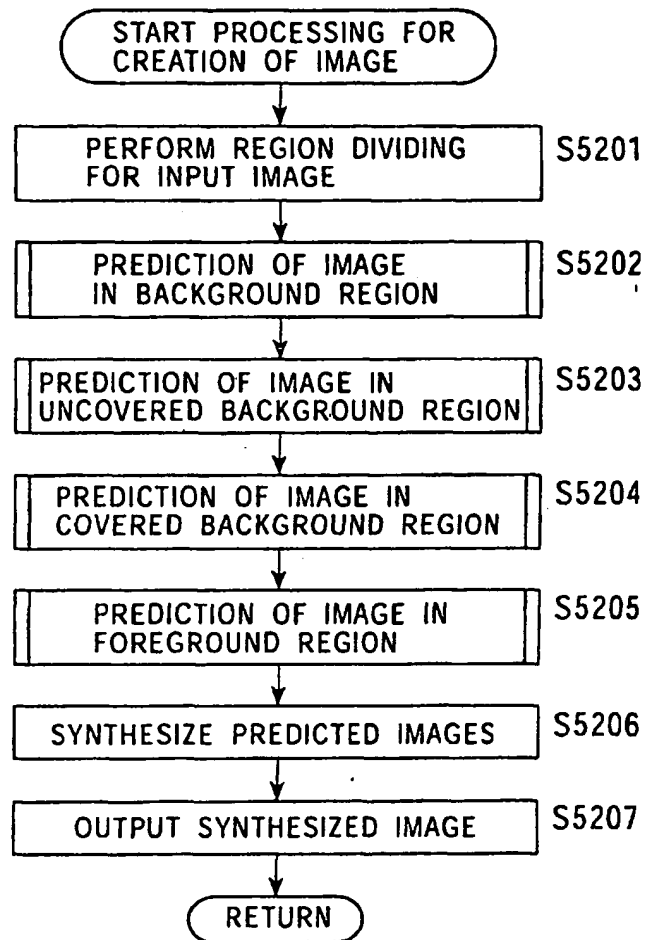 START PROCESSING FOR
CREATION OF IMAGE
PERFORM REGION DIVIDING
FOR INPUT IMAGE
S5201
PREDICTION OF IMAGE
IN BACKGROUND REGION
S5202
PREDICTION OF IMAGE IN
UNCOVERED BACKGROUND REGION
S5203
PREDICTION OF IMAGE IN
COVERED BACKGROUND REGION
S5204
PREDICTION OF IMAGE IN
FOREGROUND REGION
S5205
SYNTHESIZE PREDICTED IMAGES
S5206
OUTPUT SYNTHESIZED IMAGE
S5207
RETURN